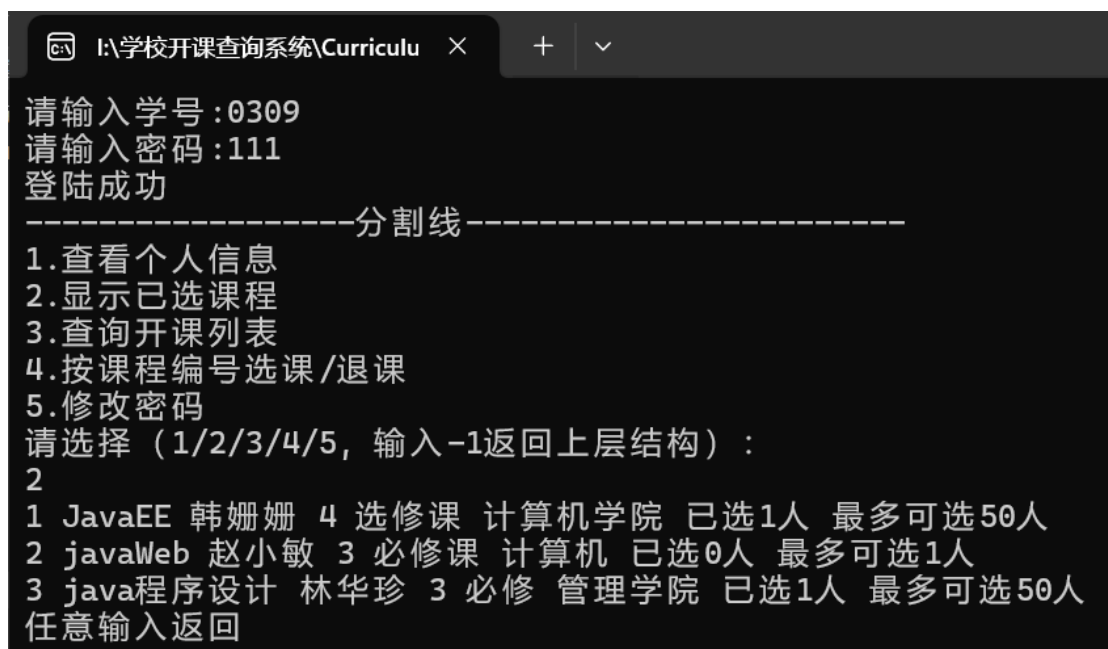 I:\学校开课查询系统\Curriculu
请输入学号:0309
请输入密码:111
登陆成功
------------------分割线------------------------
1.查看个人信息
2.显示已选课程
3.查询开课列表
4.按课程编号选课/退课
5.修改密码
请选择（1/2/3/4/5, 输入-1返回上层结构）:
2
1 JavaEE 韩姗姗 4 选修课 计算机学院 已选1人 最多可选50人
2 javaWeb 赵小敏 3 必修课 计算机 已选0人 最多可选1人
3 java程序设计 林华珍 3 必修 管理学院 已选1人 最多可选50人
任意输入返回